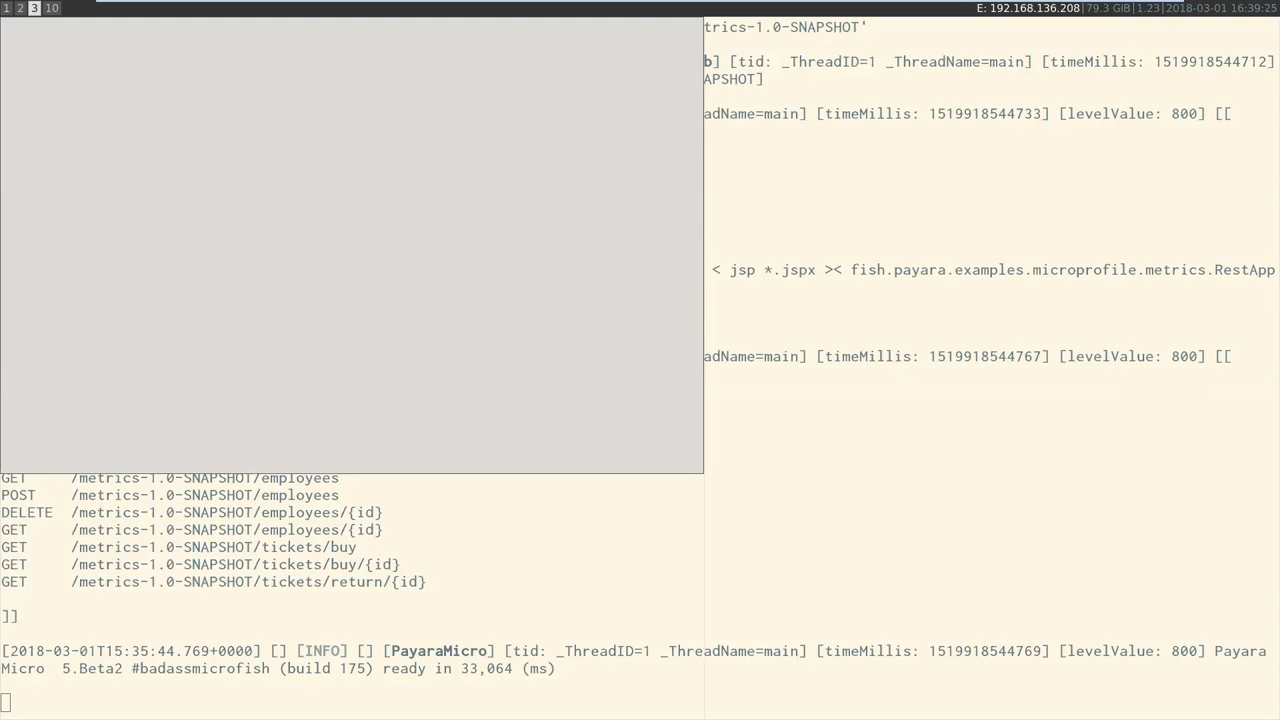 1 2 3 10 E: 192.168.136.208|79.3 GiB|1.23|2018-03-01 16:39:25
trics-1.0-SNAPSHOT'
b] [tid: _ThreadID=1 _ThreadName=main] [timeMillis: 1519918544712]
APSHOT]
adName=main] [timeMillis: 1519918544733] [levelValue: 800] [[
< jsp *.jspx >< fish.payara.examples.microprofile.metrics.RestApp
adName=main] [timeMillis: 1519918544767] [levelValue: 800] [[
GET /metrics-1.0-SNAPSHOT/employees
POST /metrics-1.0-SNAPSHOT/employees
DELETE /metrics-1.0-SNAPSHOT/employees/{id}
GET /metrics-1.0-SNAPSHOT/employees/{id}
GET /metrics-1.0-SNAPSHOT/tickets/buy
GET /metrics-1.0-SNAPSHOT/tickets/buy/{id}
GET /metrics-1.0-SNAPSHOT/tickets/return/{id}
]]
[2018-03-01T15:35:44.769+0000] [] [INFO] [] [PayaraMicro] [tid: _ThreadID=1 _ThreadName=main] [timeMillis: 1519918544769] [levelValue: 800] Payara
Micro 5.Beta2 #badassmicrofish (build 175) ready in 33,064 (ms)